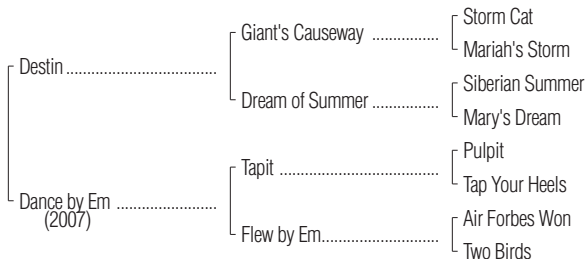 Storm Cat
Giant's Causeway ................
Mariah's Storm
Destin ....................................
Siberian Summer
Dream of Summer ................
Mary's Dream
Pulpit
Tapit ......................................
Tap Your Heels
Dance by Em ........................
(2007)
Air Forbes Won
Flew by Em............................
Two Birds